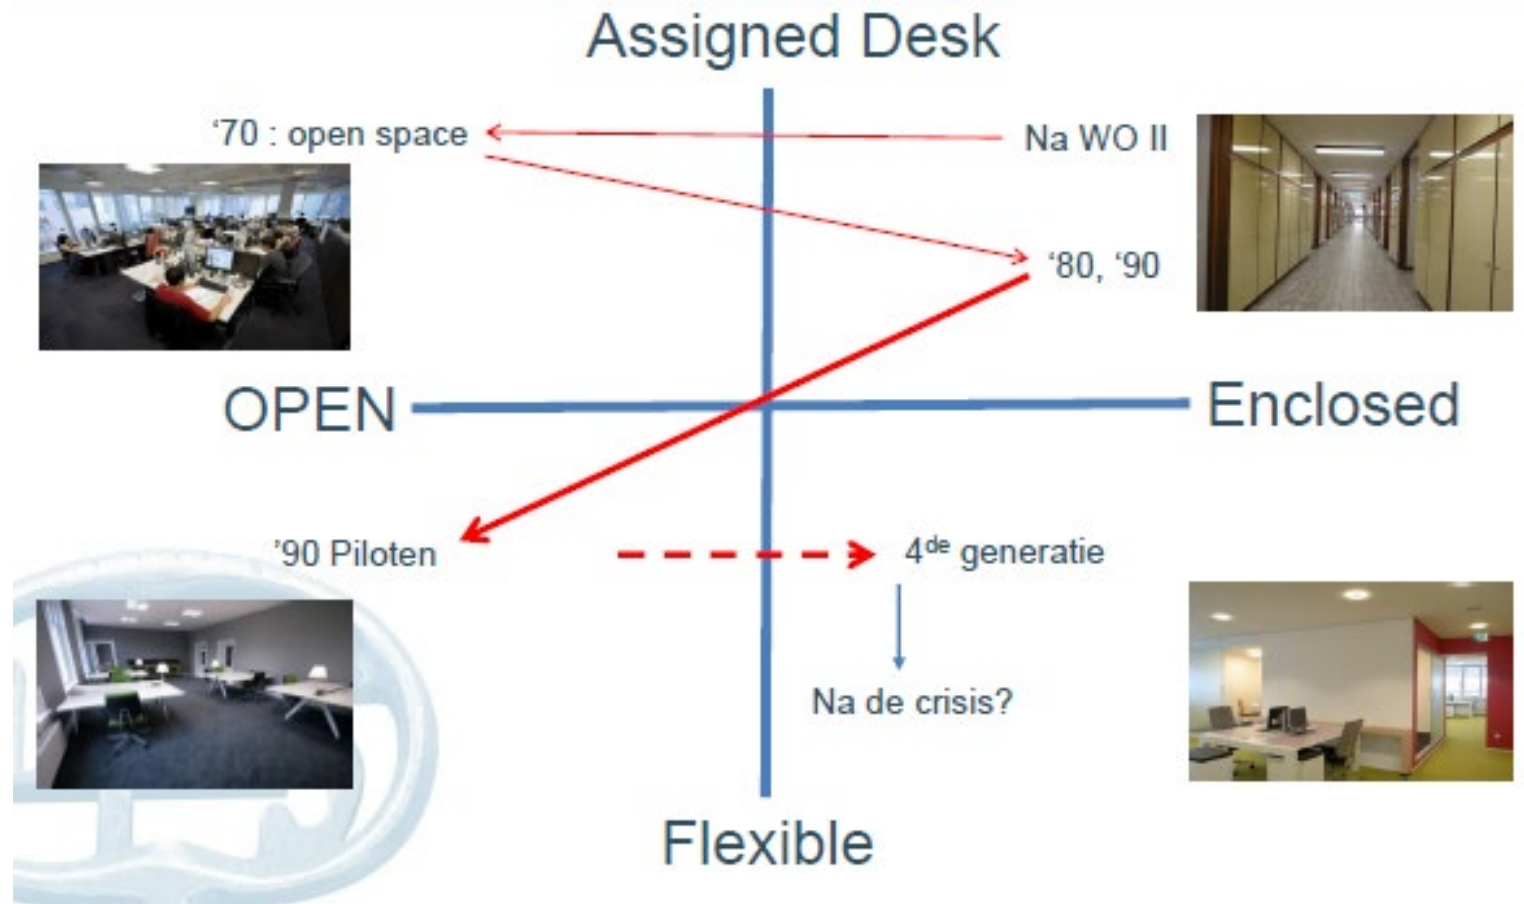 Assigned Desk
‘70 : open space
Na WO II
‘80, ‘90
OPEN
Enclosed
’90 Piloten
4de generatie
Na de crisis?
Flexible